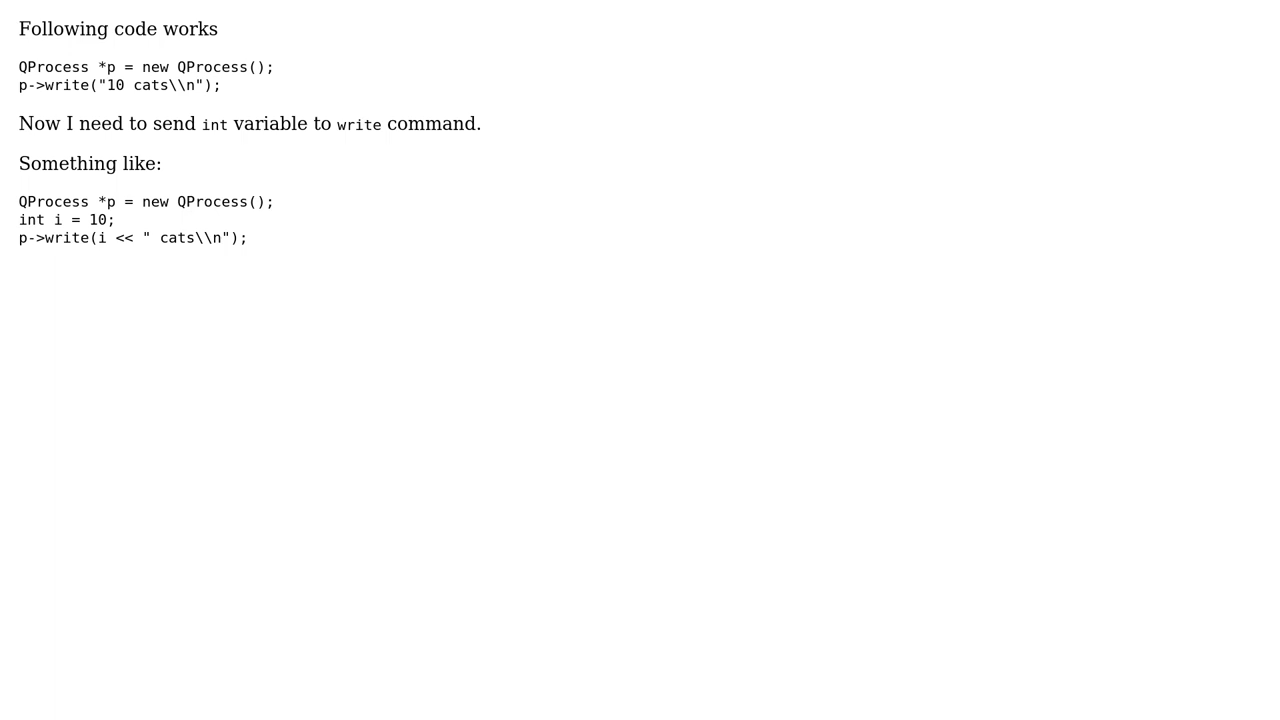 Following code works
QProcess *p = new QProcess();
p->write("10 cats\\n");
Now I need to send int variable to write command.
Something like:
QProcess *p = new QProcess();
int i = 10;
p->write(i << " cats\\n");